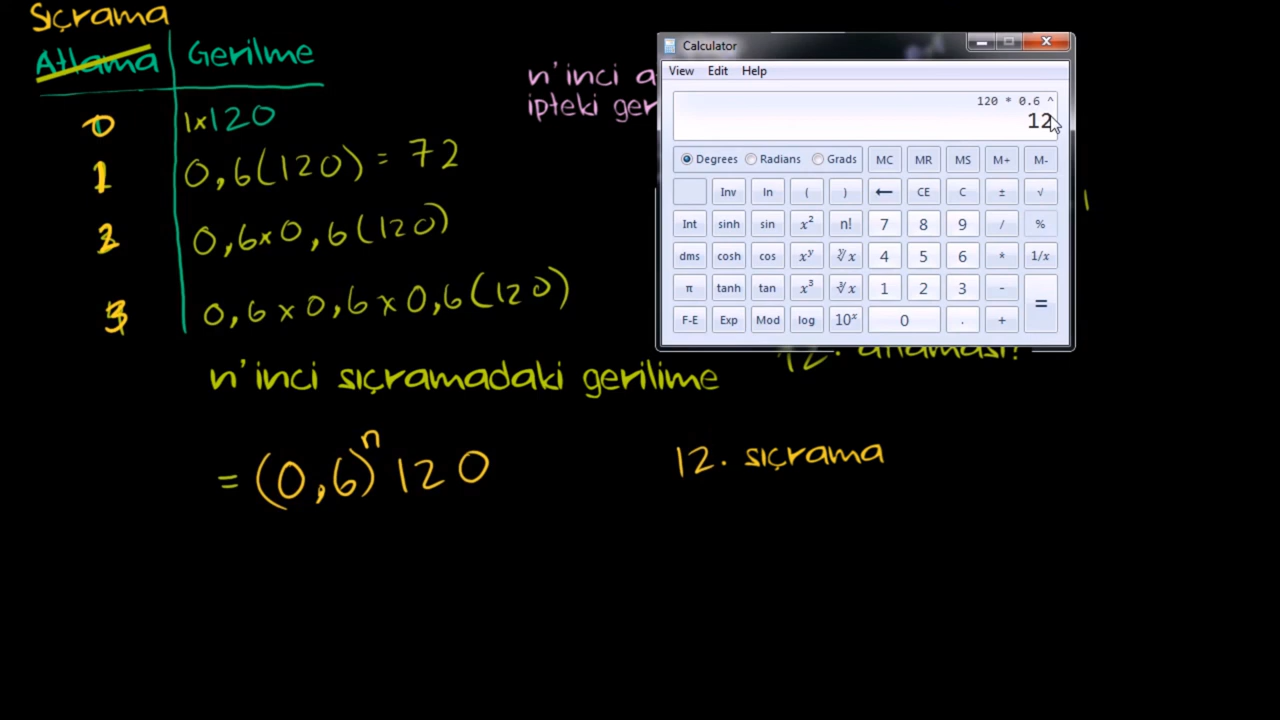 Sıçrama
Atlama Gerilme
0 1x120
1 0,6(120) = 72
2 0,6x0,6(120)
3 0,6x0,6x0,6(120)
n'inci sıçramadaki gerilime
= (0,6)ⁿ 120
n'inci a
ipteki ger
Calculator
View Edit Help
120 * 0.6 ^
12
Degrees Radians Grads MC MR MS M+ M-
Inv ln ( ) ← CE C ± √
Int sinh sin x² n! 7 8 9 / %
dms cosh cos xʸ ʸ√x 4 5 6 * 1/x
π tanh tan x³ ³√x 1 2 3 - =
F-E Exp Mod log 10ˣ 0 . +
12. atlaması?
12. sıçrama